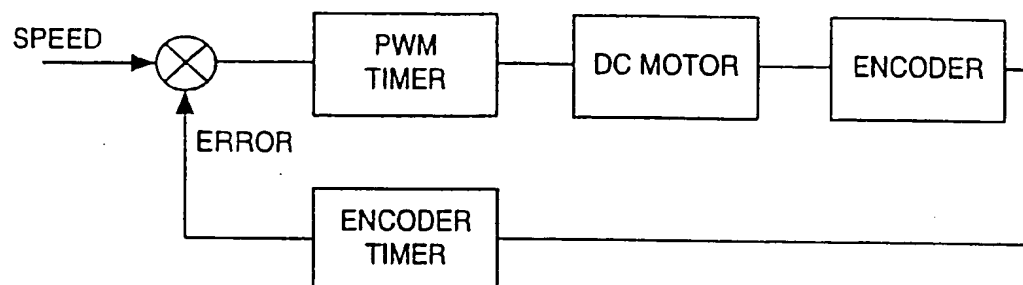 SPEED
PWM
TIMER
DC MOTOR
ENCODER
ERROR
ENCODER
TIMER